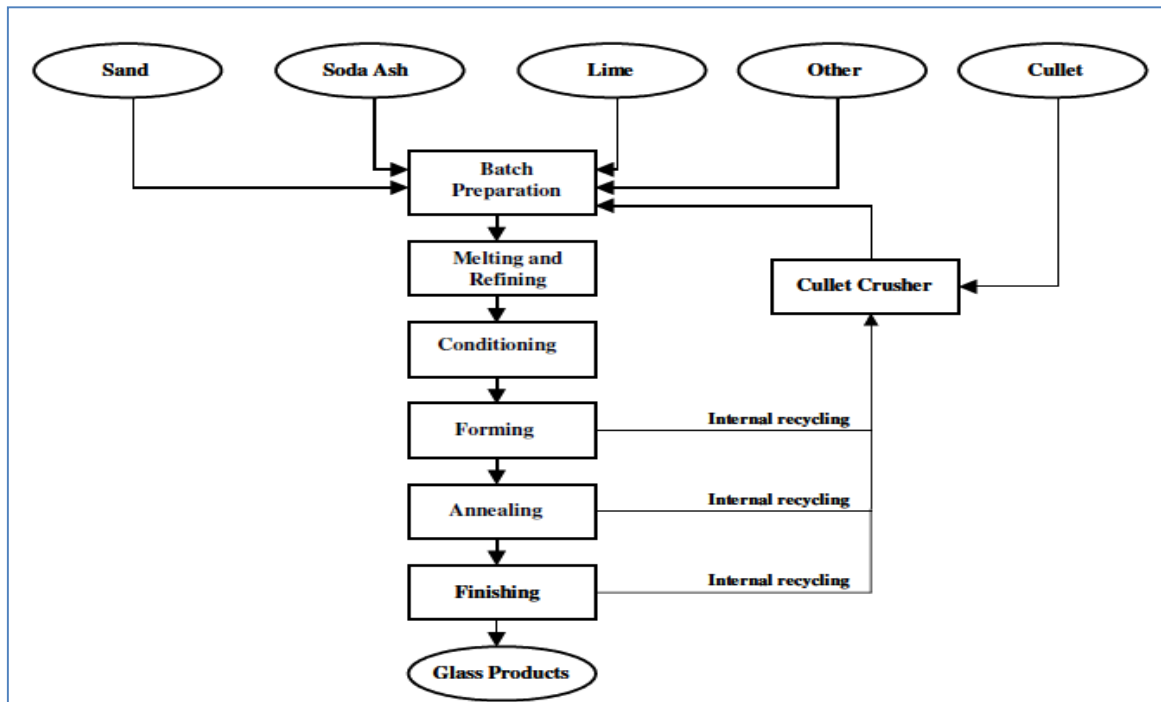 Sand
Soda Ash
Lime
Other
Cullet
Batch
Preparation
Melting and
Refining
Cullet Crusher
Conditioning
Forming
Internal recycling
Annealing
Internal recycling
Finishing
Internal recycling
Glass Products